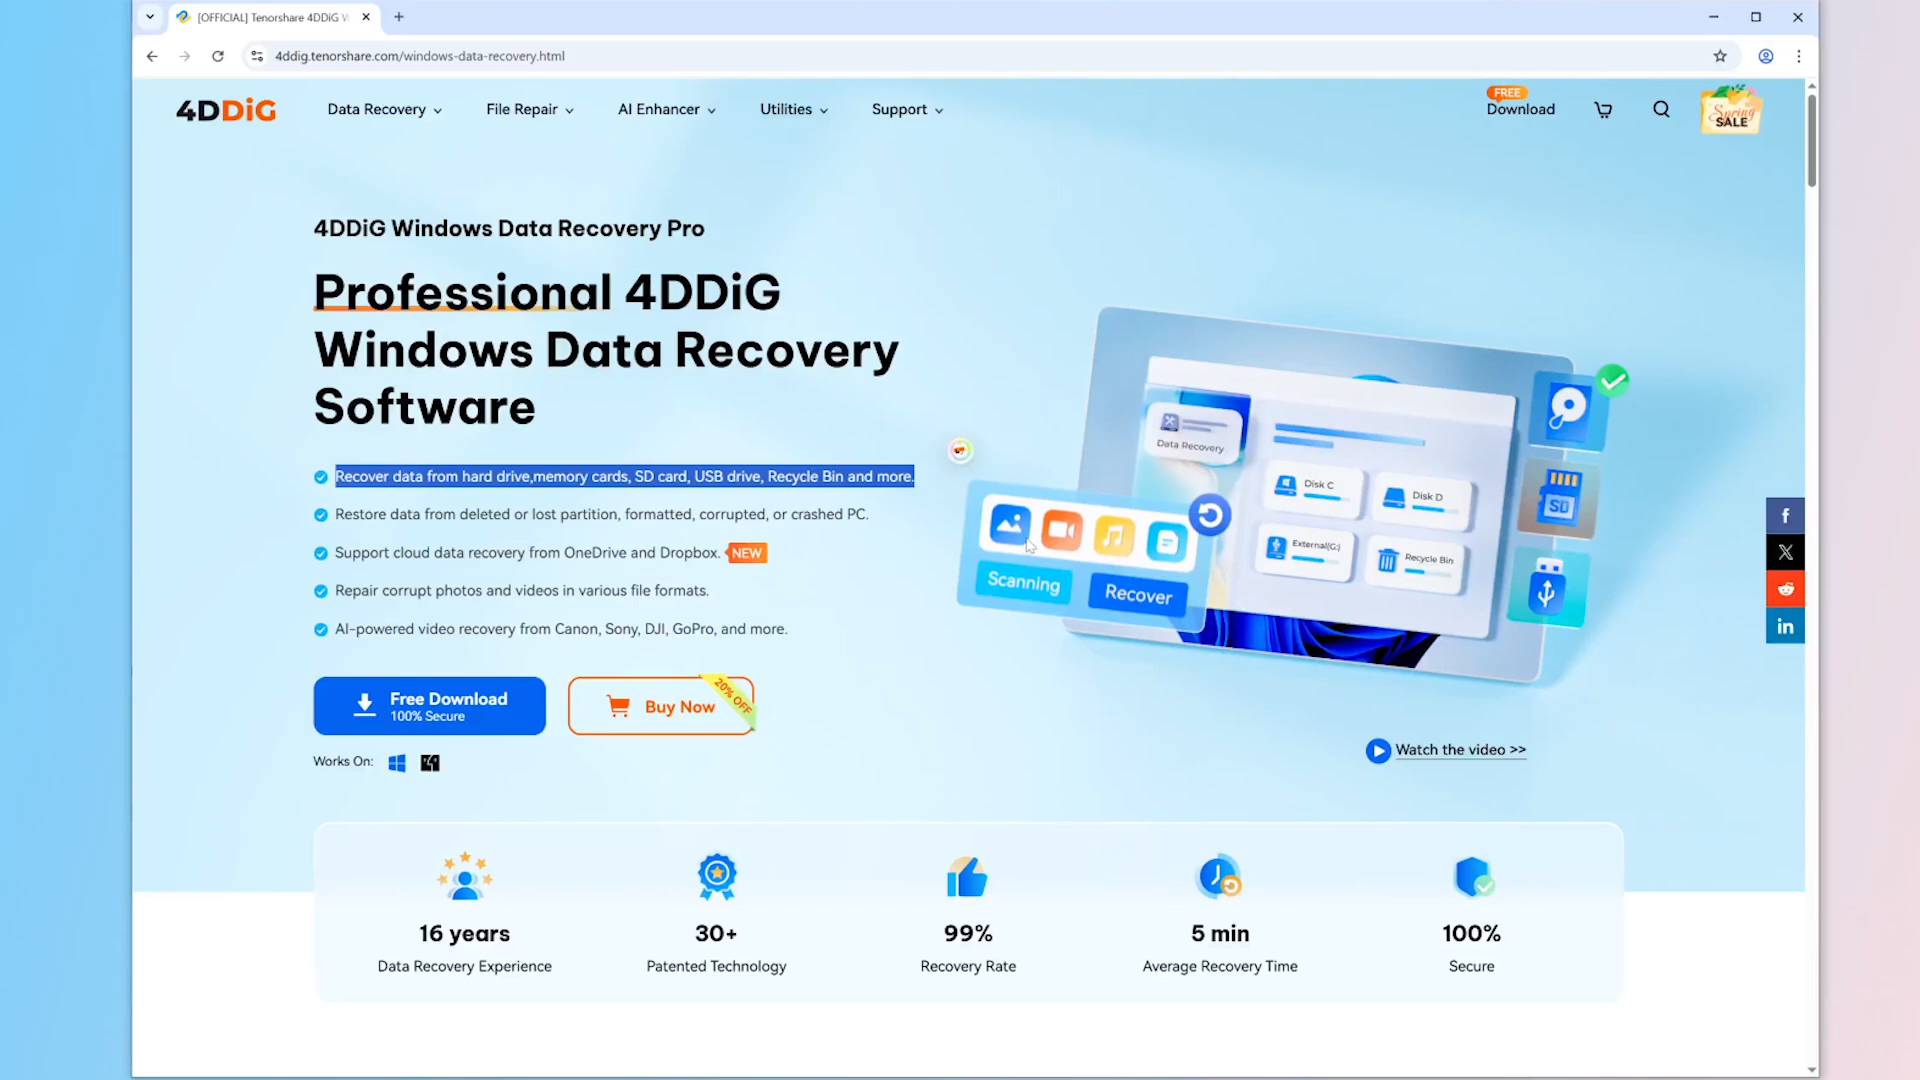 [OFFICIAL] Tenorshare 4DDiG W
4ddig.tenorshare.com/windows-data-recovery.html
4DDiG
Data Recovery
File Repair
AI Enhancer
Utilities
Support
FREE
Download
Spring
SALE
4DDiG Windows Data Recovery Pro
Professional 4DDiG
Windows Data Recovery
Software
Recover data from hard drive,memory cards, SD card, USB drive, Recycle Bin and more.
Restore data from deleted or lost partition, formatted, corrupted, or crashed PC.
Support cloud data recovery from OneDrive and Dropbox. NEW
Repair corrupt photos and videos in various file formats.
AI-powered video recovery from Canon, Sony, DJI, GoPro, and more.
Data Recovery
Disk C
Disk D
External(G:)
Recycle Bin
SD
Scanning
Recover
Free Download
100% Secure
Buy Now
20% OFF
Works On:
Watch the video >>
16 years
Data Recovery Experience
30+
Patented Technology
99%
Recovery Rate
5 min
Average Recovery Time
100%
Secure